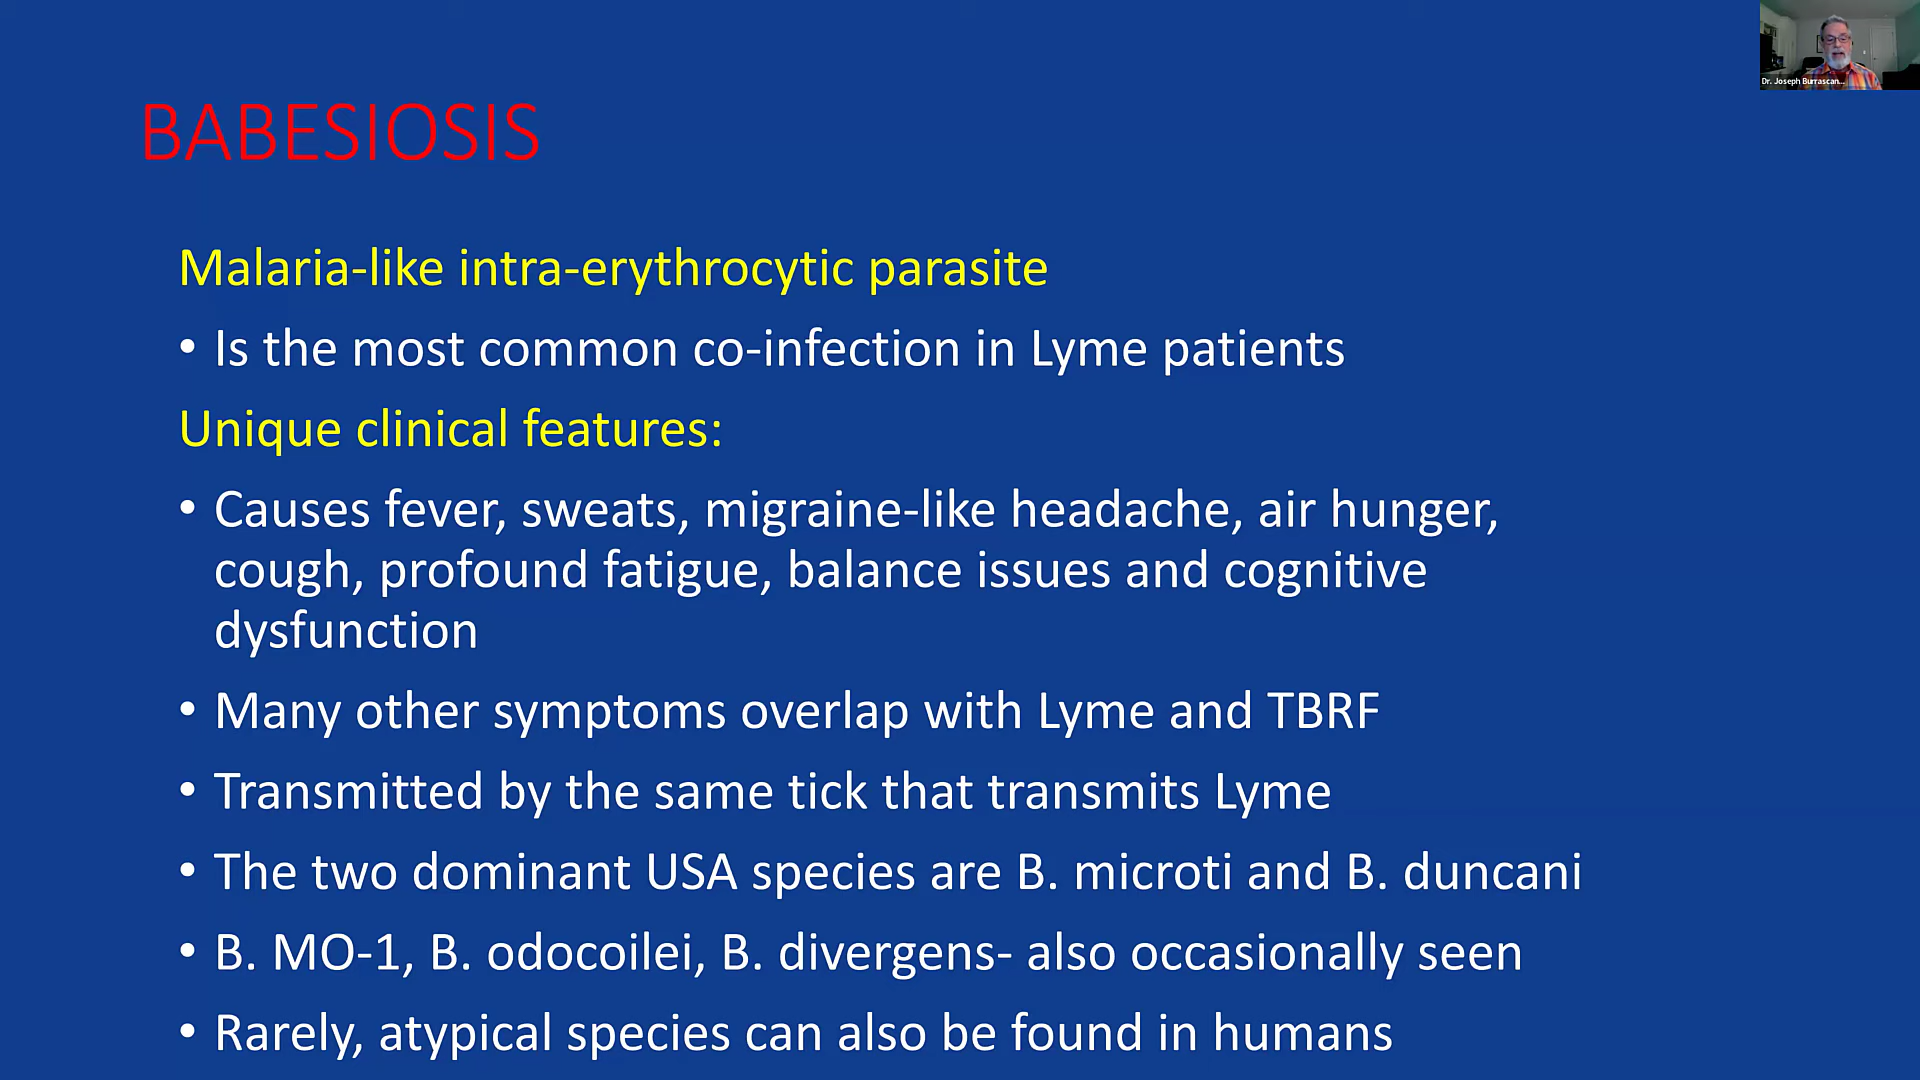 Dr. Joseph Burrascan...
BABESIOSIS
Malaria-like intra-erythrocytic parasite
• Is the most common co-infection in Lyme patients
Unique clinical features:
• Causes fever, sweats, migraine-like headache, air hunger,
cough, profound fatigue, balance issues and cognitive
dysfunction
• Many other symptoms overlap with Lyme and TBRF
• Transmitted by the same tick that transmits Lyme
• The two dominant USA species are B. microti and B. duncani
• B. MO-1, B. odocoilei, B. divergens- also occasionally seen
• Rarely, atypical species can also be found in humans